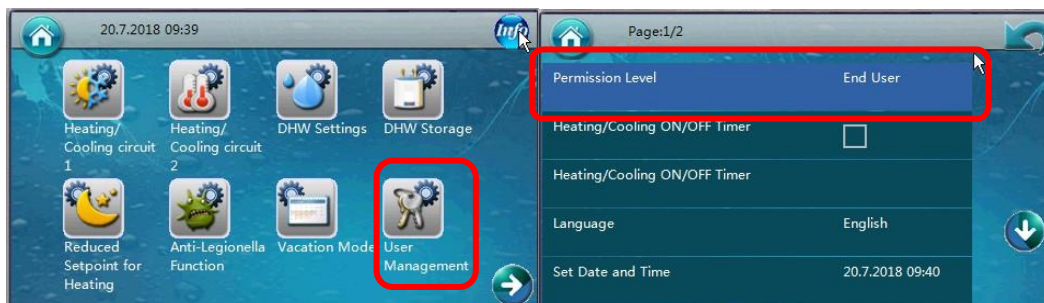 20.7.2018 09:39
Info
Heating/
Cooling circuit
1
Heating/
Cooling circuit
2
DHW Settings
DHW Storage
Reduced
Setpoint for
Heating
Anti-Legionella
Function
Vacation Mode
User
Management
Page:1/2
Permission Level End User
Heating/Cooling ON/OFF Timer
Heating/Cooling ON/OFF Timer
Language English
Set Date and Time 20.7.2018 09:40